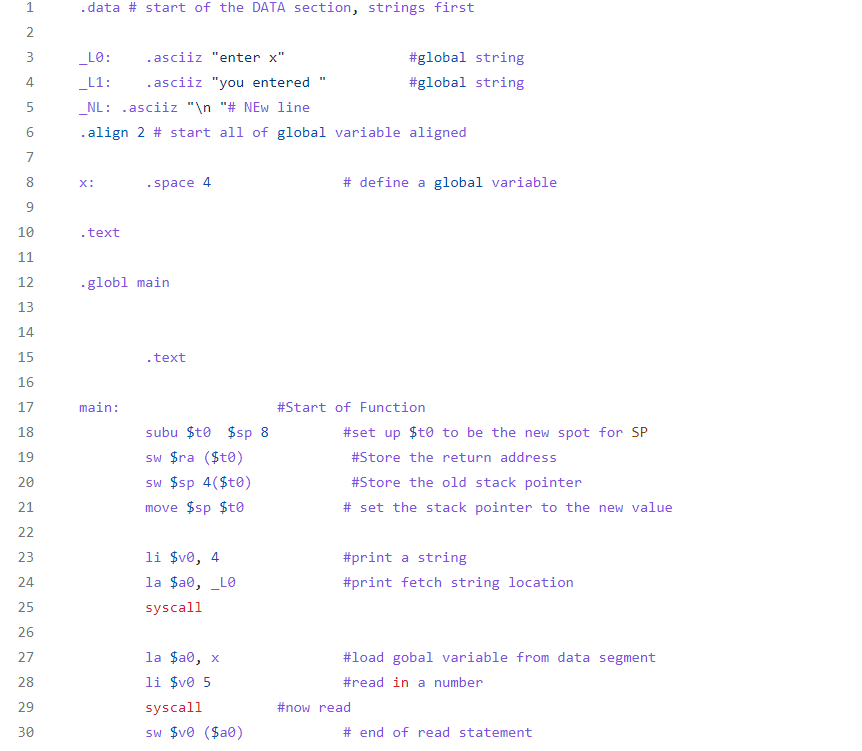 1 .data # start of the DATA section, strings first
2
3 _L0: .asciiz "enter x" #global string
4 _L1: .asciiz "you entered " #global string
5 _NL: .asciiz "\n "# NEw line
6 .align 2 # start all of global variable aligned
7
8 x: .space 4 # define a global variable
9
10 .text
11
12 .globl main
13
14
15 .text
16
17 main: #Start of Function
18 subu $t0 $sp 8 #set up $t0 to be the new spot for SP
19 sw $ra ($t0) #Store the return address
20 sw $sp 4($t0) #Store the old stack pointer
21 move $sp $t0 # set the stack pointer to the new value
22
23 li $v0, 4 #print a string
24 la $a0, _L0 #print fetch string location
25 syscall
26
27 la $a0, x #load gobal variable from data segment
28 li $v0 5 #read in a number
29 syscall #now read
30 sw $v0 ($a0) # end of read statement